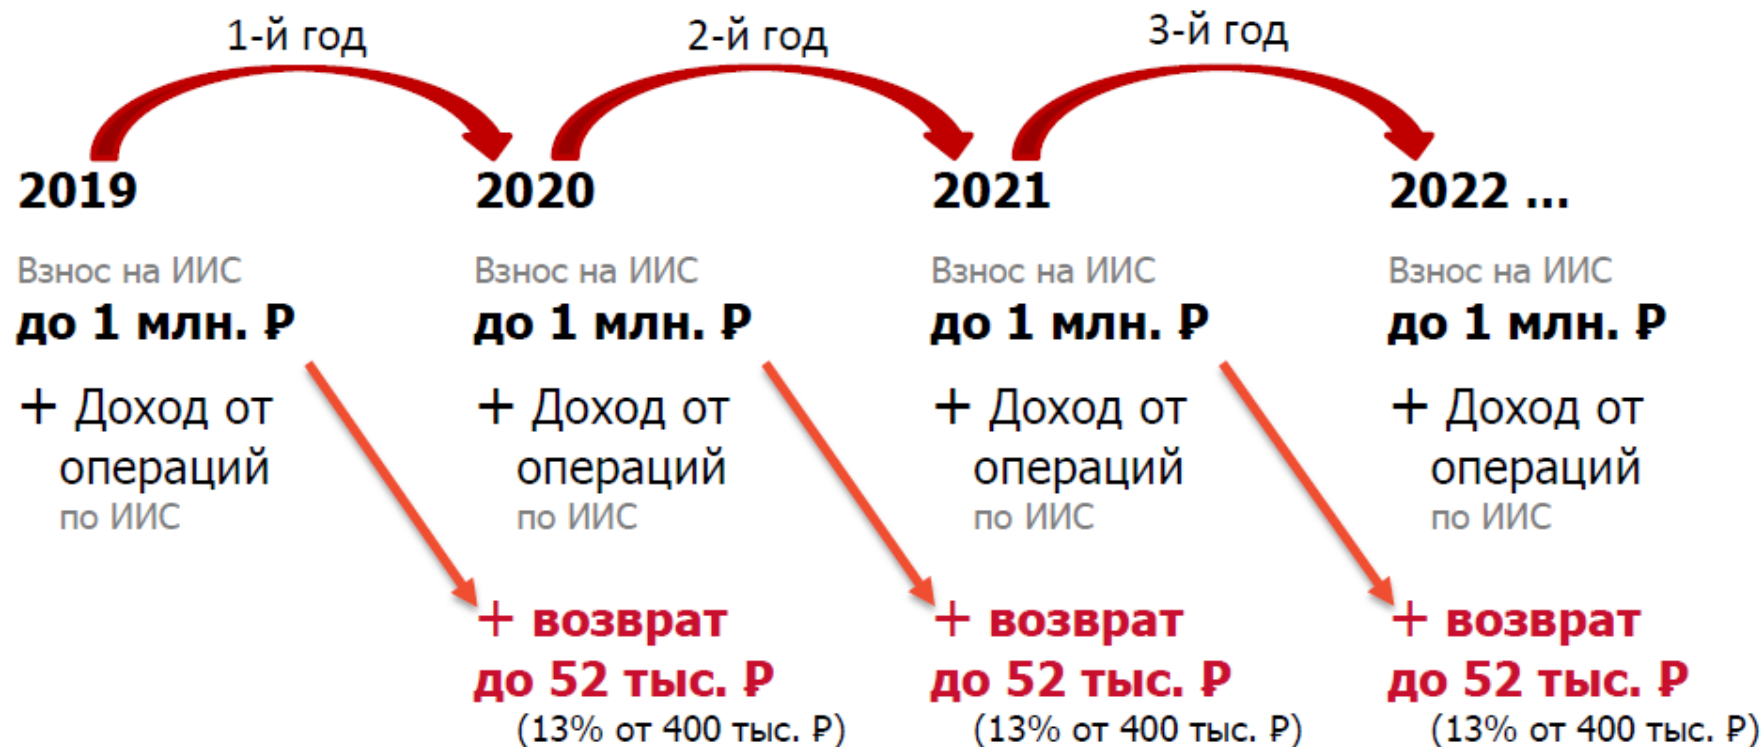 1-й год
2-й год
3-й год
2019
2020
2021
2022 ...
Взнос на ИИС
Взнос на ИИС
Взнос на ИИС
Взнос на ИИС
до 1 млн. ₽
до 1 млн. ₽
до 1 млн. ₽
до 1 млн. ₽
+ Доход от
+ Доход от
+ Доход от
+ Доход от
операций
операций
операций
операций
по ИИС
по ИИС
по ИИС
по ИИС
+ возврат
+ возврат
+ возврат
до 52 тыс. ₽
до 52 тыс. ₽
до 52 тыс. ₽
(13% от 400 тыс. ₽)
(13% от 400 тыс. ₽)
(13% от 400 тыс. ₽)